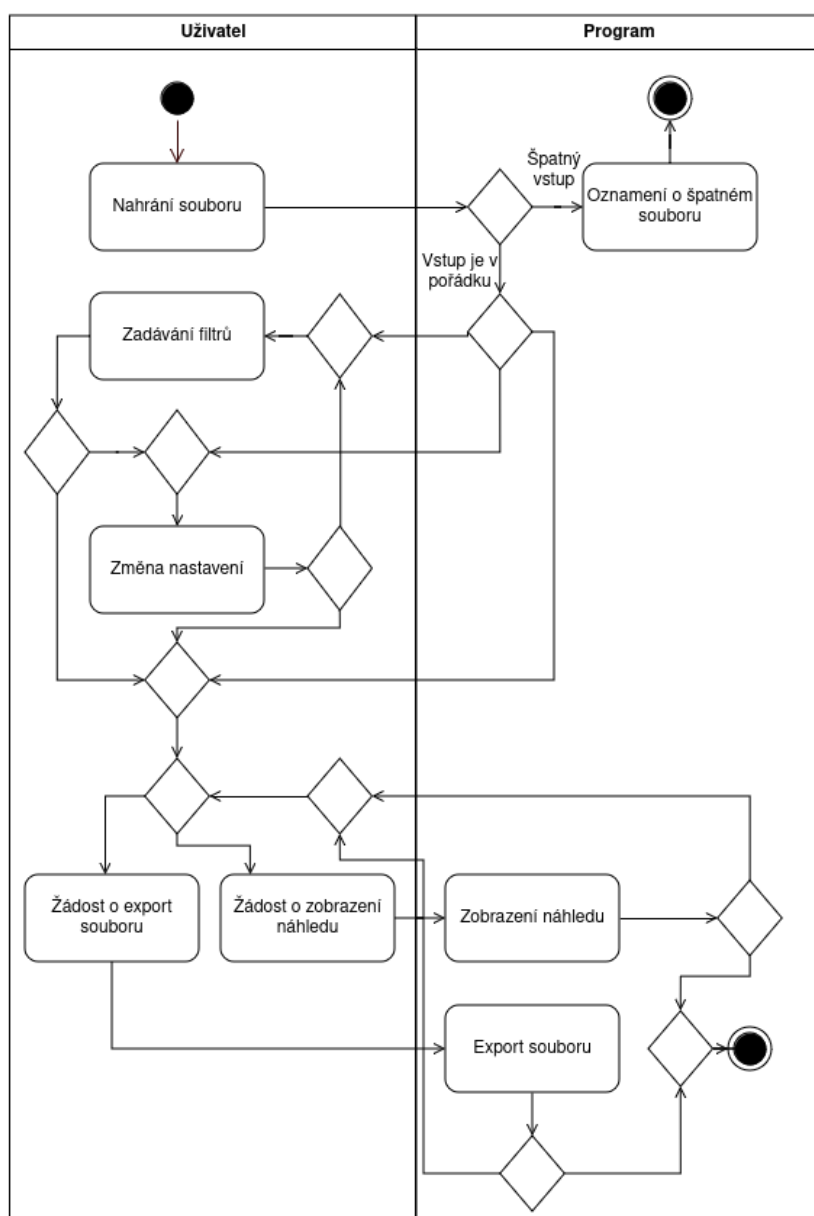 Uživatel
Program
Nahrání souboru
Špatný
vstup
Oznamení o špatném
souboru
Vstup je v
pořádku
Zadávání filtrů
Změna nastavení
Žádost o export
souboru
Žádost o zobrazení
náhledu
Zobrazení náhledu
Export souboru